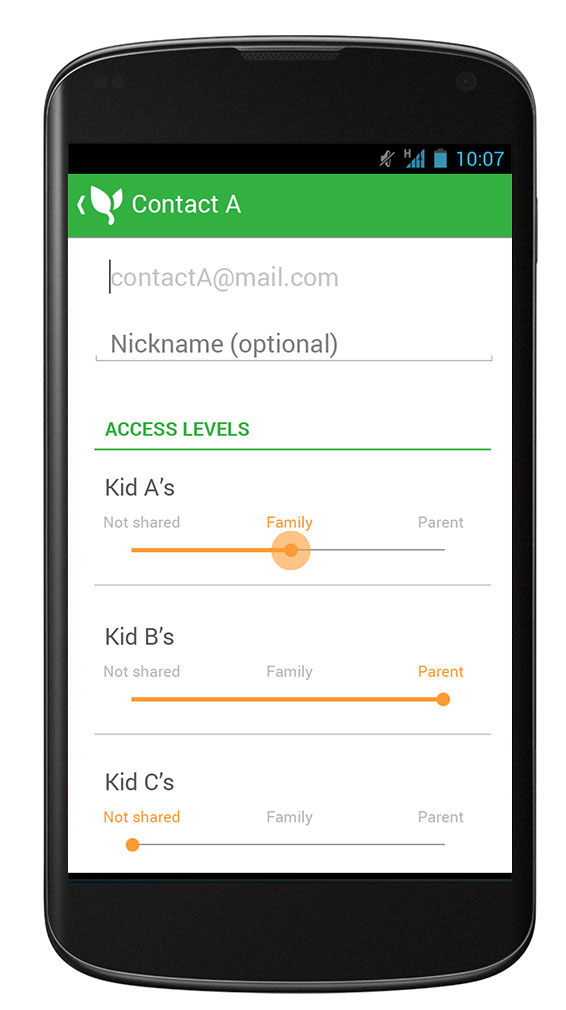 H 10:07
Contact A
contactA@mail.com
Nickname (optional)
ACCESS LEVELS
Kid A’s
Not shared Family Parent
Kid B’s
Not shared Family Parent
Kid C’s
Not shared Family Parent